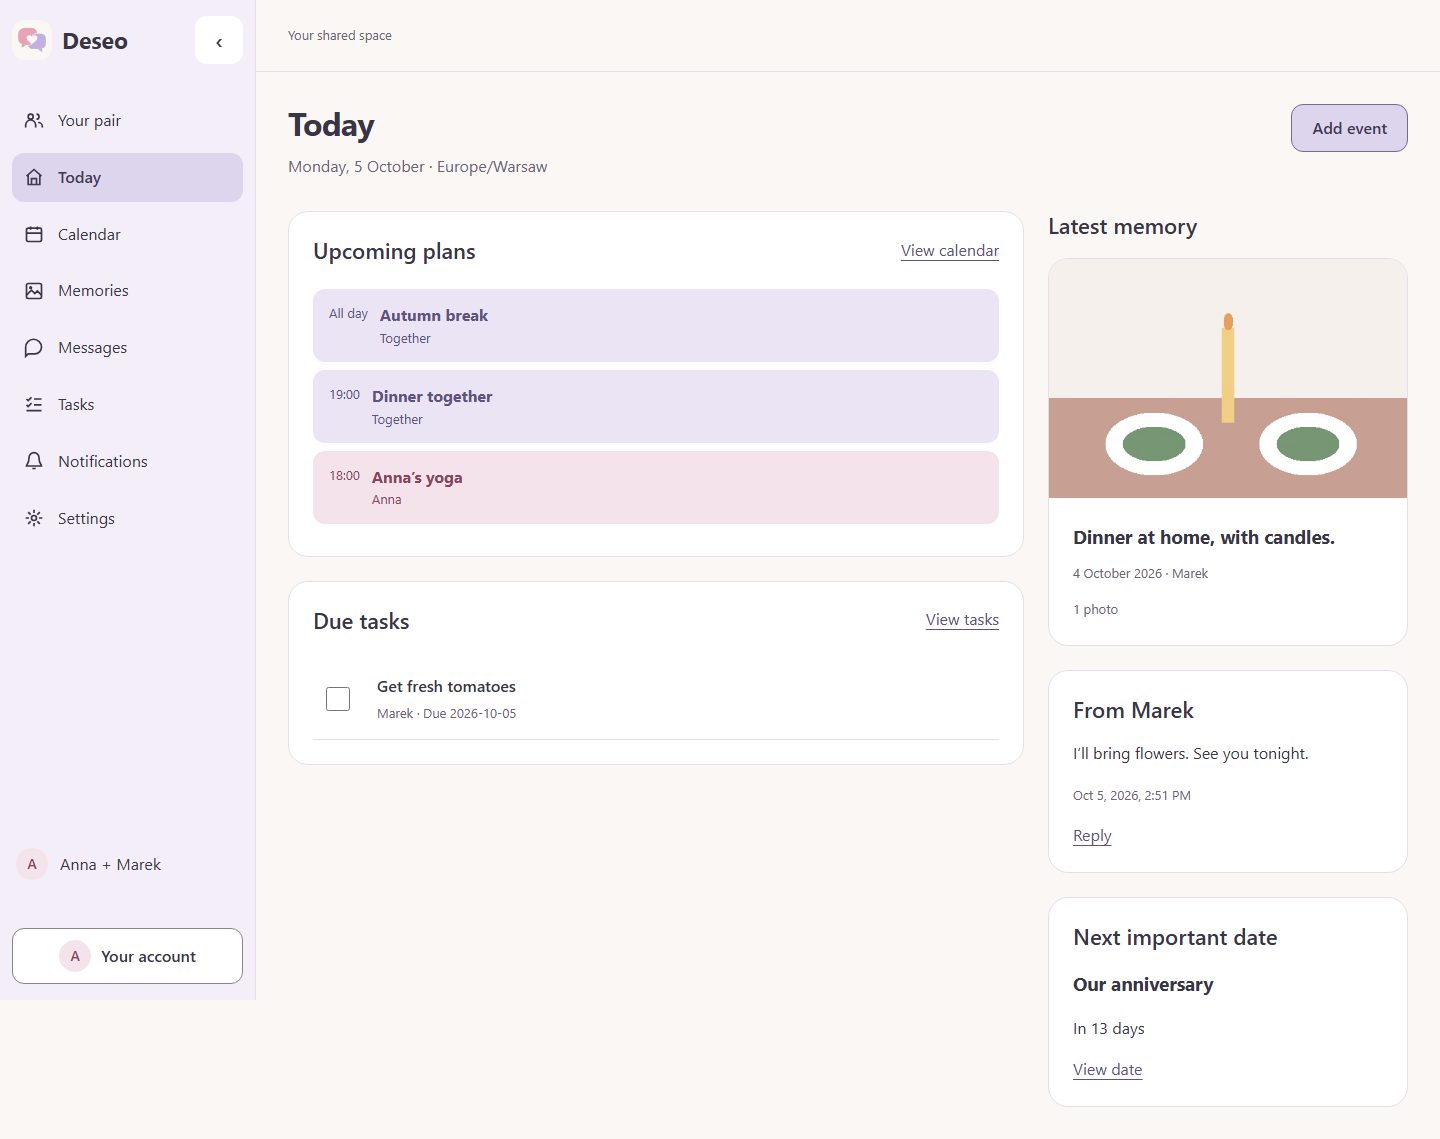 Deseo
‹
Your pair
Today
Calendar
Memories
Messages
Tasks
Notifications
Settings
A Anna + Marek
A Your account
Your shared space
Today
Monday, 5 October · Europe/Warsaw
Add event
Upcoming plans
View calendar
All day Autumn break
Together
19:00 Dinner together
Together
18:00 Anna’s yoga
Anna
Due tasks
View tasks
Get fresh tomatoes
Marek · Due 2026-10-05
Latest memory
Dinner at home, with candles.
4 October 2026 · Marek
1 photo
From Marek
I’ll bring flowers. See you tonight.
Oct 5, 2026, 2:51 PM
Reply
Next important date
Our anniversary
In 13 days
View date